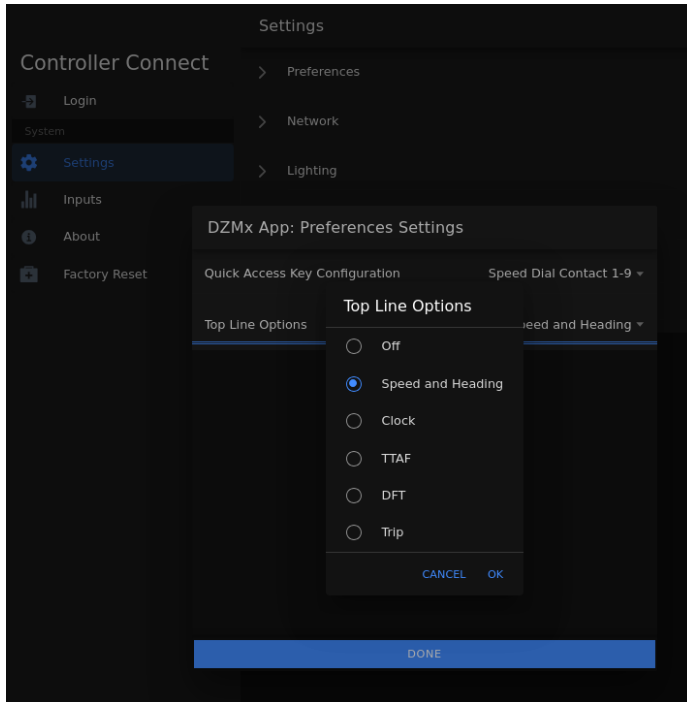 Settings
Controller Connect
Login
System
Settings
Inputs
About
Factory Reset
Preferences
Network
Lighting
DZMx App: Preferences Settings
Quick Access Key Configuration Speed Dial Contact 1-9
Top Line Options and Heading
Top Line Options
Off
Speed and Heading
Clock
TTAF
DFT
Trip
CANCEL OK
DONE